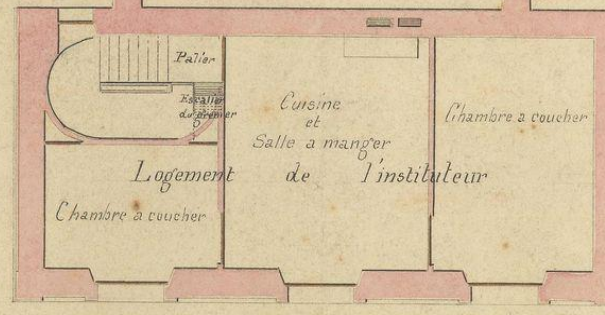 Palier
Escalier
du grenier
Cuisine
et
Salle a manger
Chambre à coucher
Logement de l'instituteur
Chambre à coucher